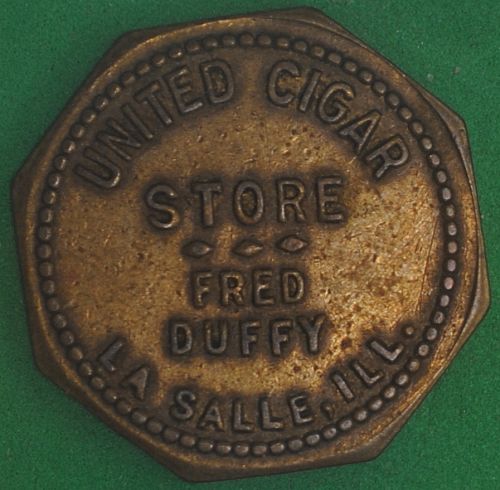 UNITED CIGAR
STORE
FRED
DUFFY
LA SALLE, ILL.